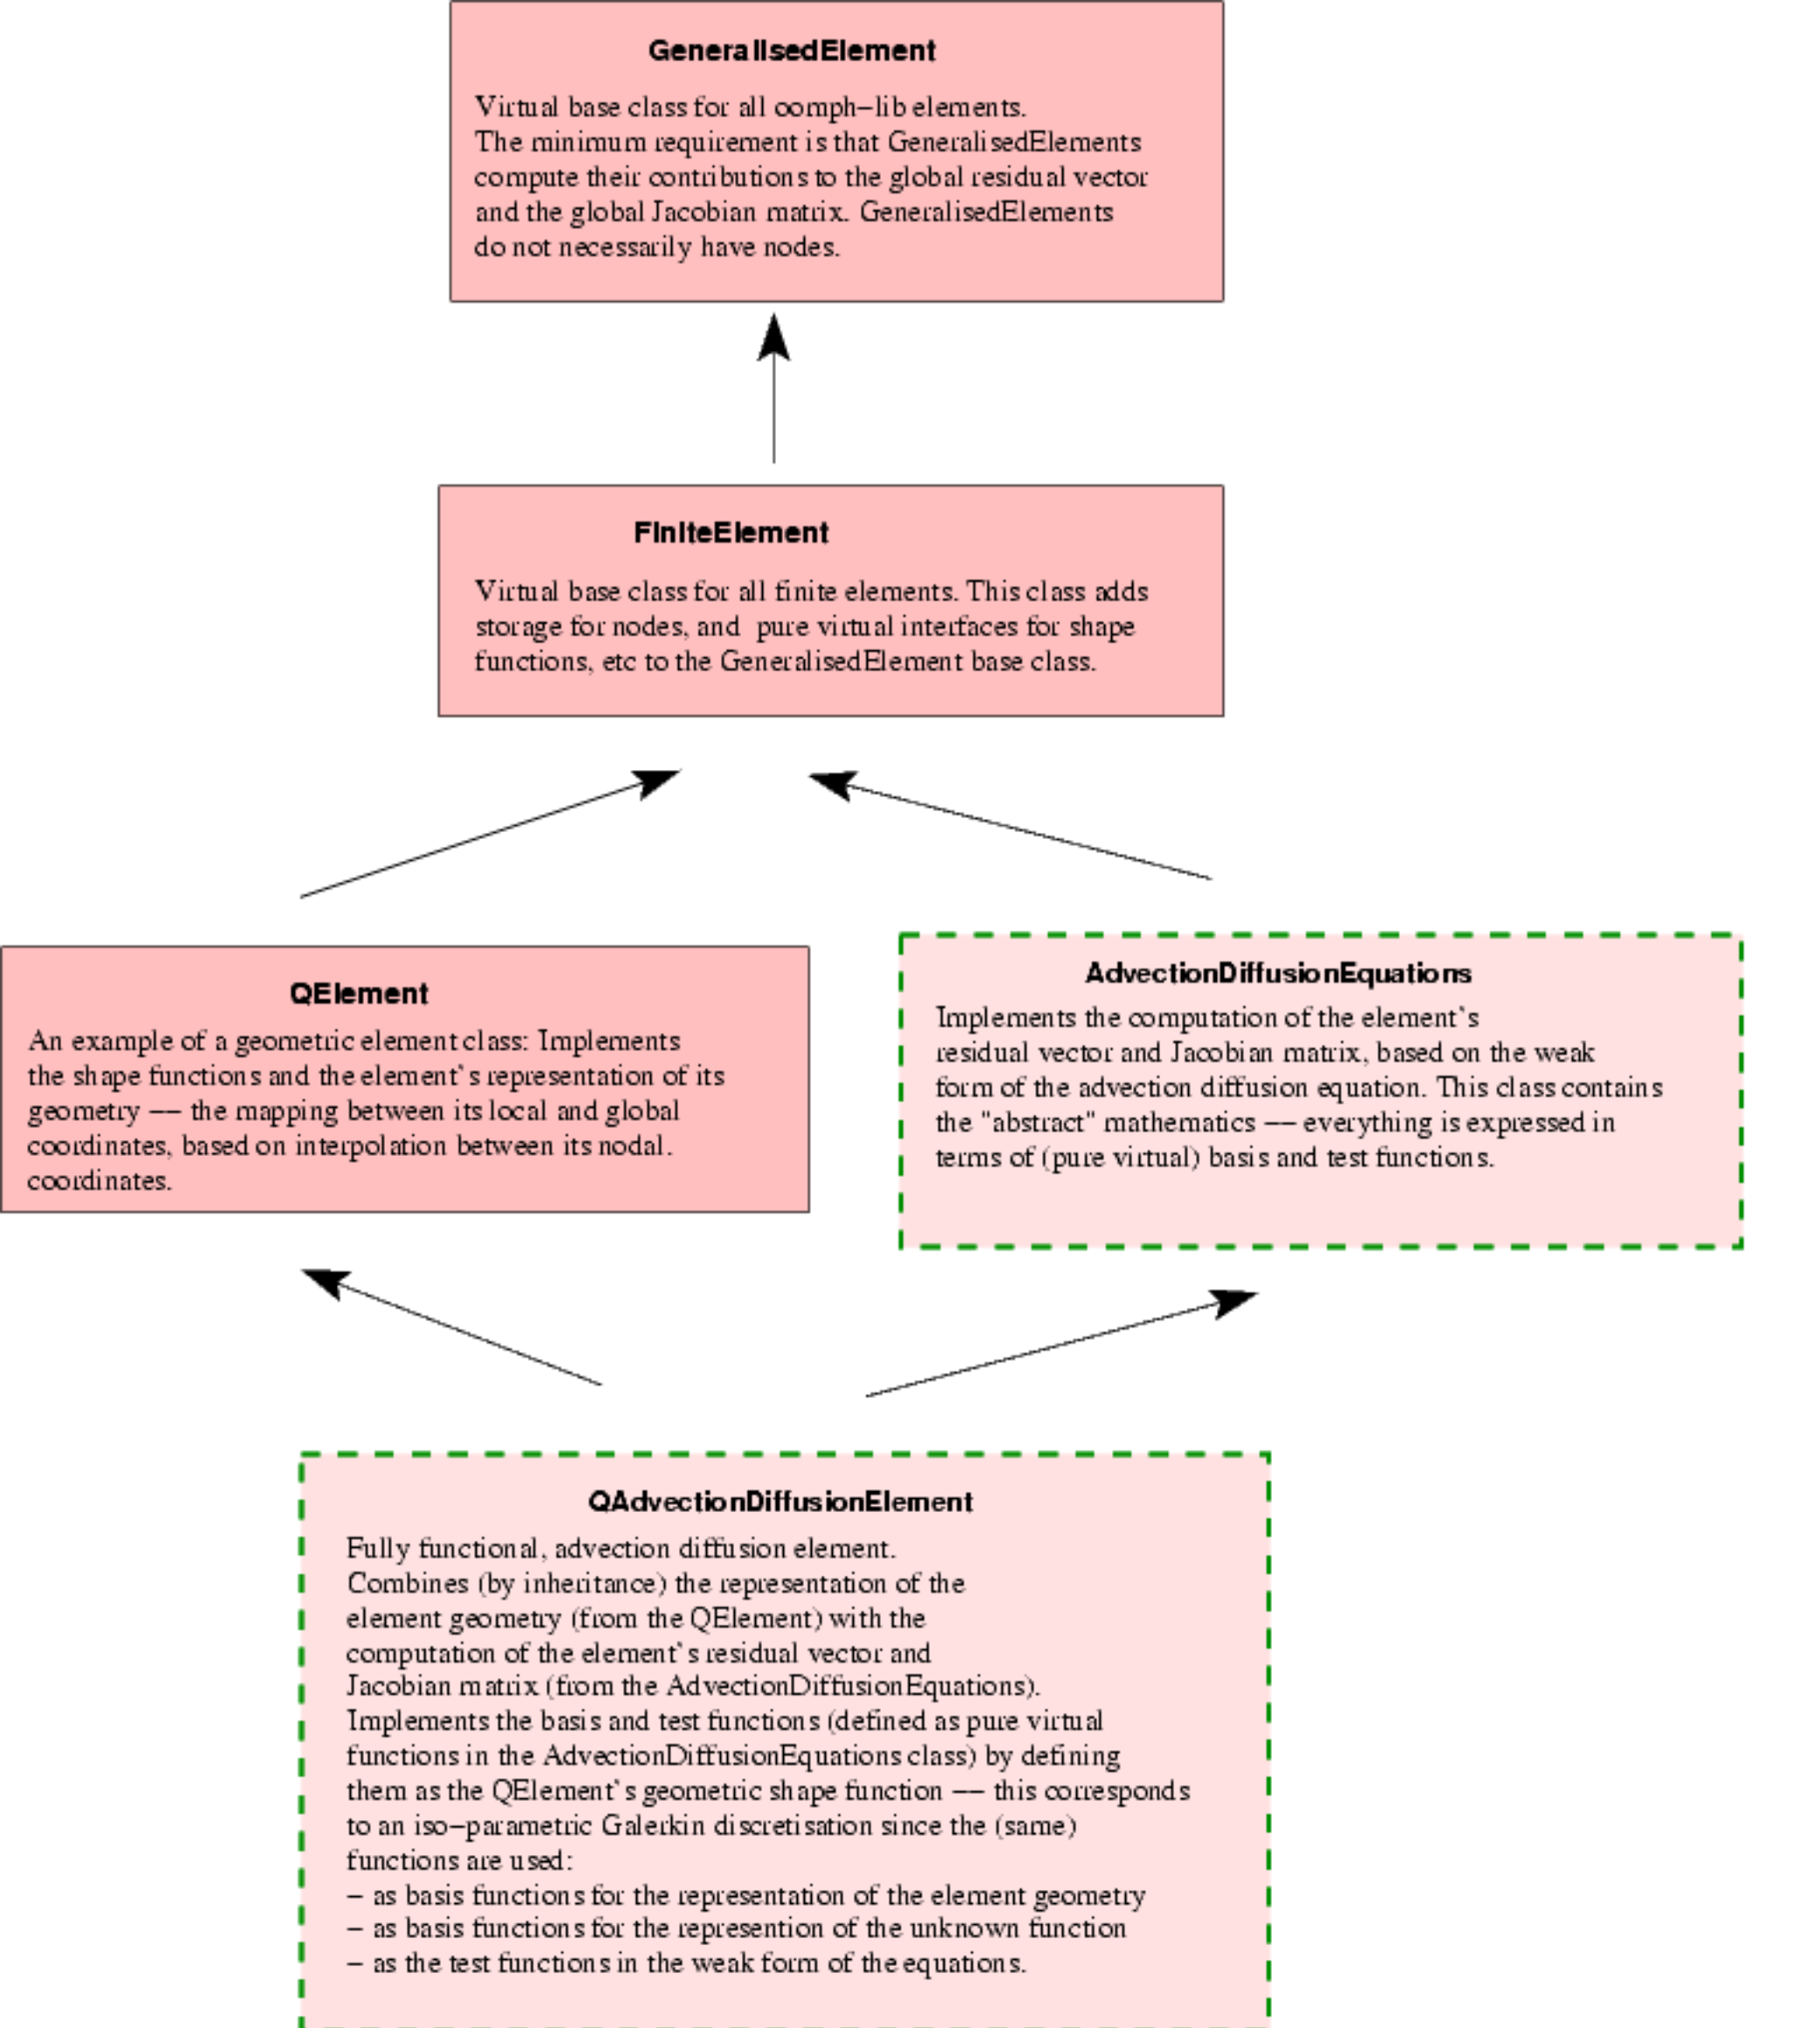 GeneralisedElement
Virtual base class for all oomph-lib elements.
The minimum requirement is that GeneralisedElements
compute their contributions to the global residual vector
and the global Jacobian matrix. GeneralisedElements
do not necessarily have nodes.
FiniteElement
Virtual base class for all finite elements. This class adds
storage for nodes, and pure virtual interfaces for shape
functions, etc to the GeneralisedElement base class.
QElement
An example of a geometric element class: Implements
the shape functions and the element's representation of its
geometry -- the mapping between its local and global
coordinates, based on interpolation between its nodal.
coordinates.
AdvectionDiffusionEquations
Implements the computation of the element's
residual vector and Jacobian matrix, based on the weak
form of the advection diffusion equation. This class contains
the "abstract" mathematics -- everything is expressed in
terms of (pure virtual) basis and test functions.
QAdvectionDiffusionElement
Fully functional, advection diffusion element.
Combines (by inheritance) the representation of the
element geometry (from the QElement) with the
computation of the element's residual vector and
Jacobian matrix (from the AdvectionDiffusionEquations).
Implements the basis and test functions (defined as pure virtual
functions in the AdvectionDiffusionEquations class) by defining
them as the QElement's geometric shape function -- this corresponds
to an iso-parametric Galerkin discretisation since the (same)
functions are used:
- as basis functions for the representation of the element geometry
- as basis functions for the represention of the unknown function
- as the test functions in the weak form of the equations.